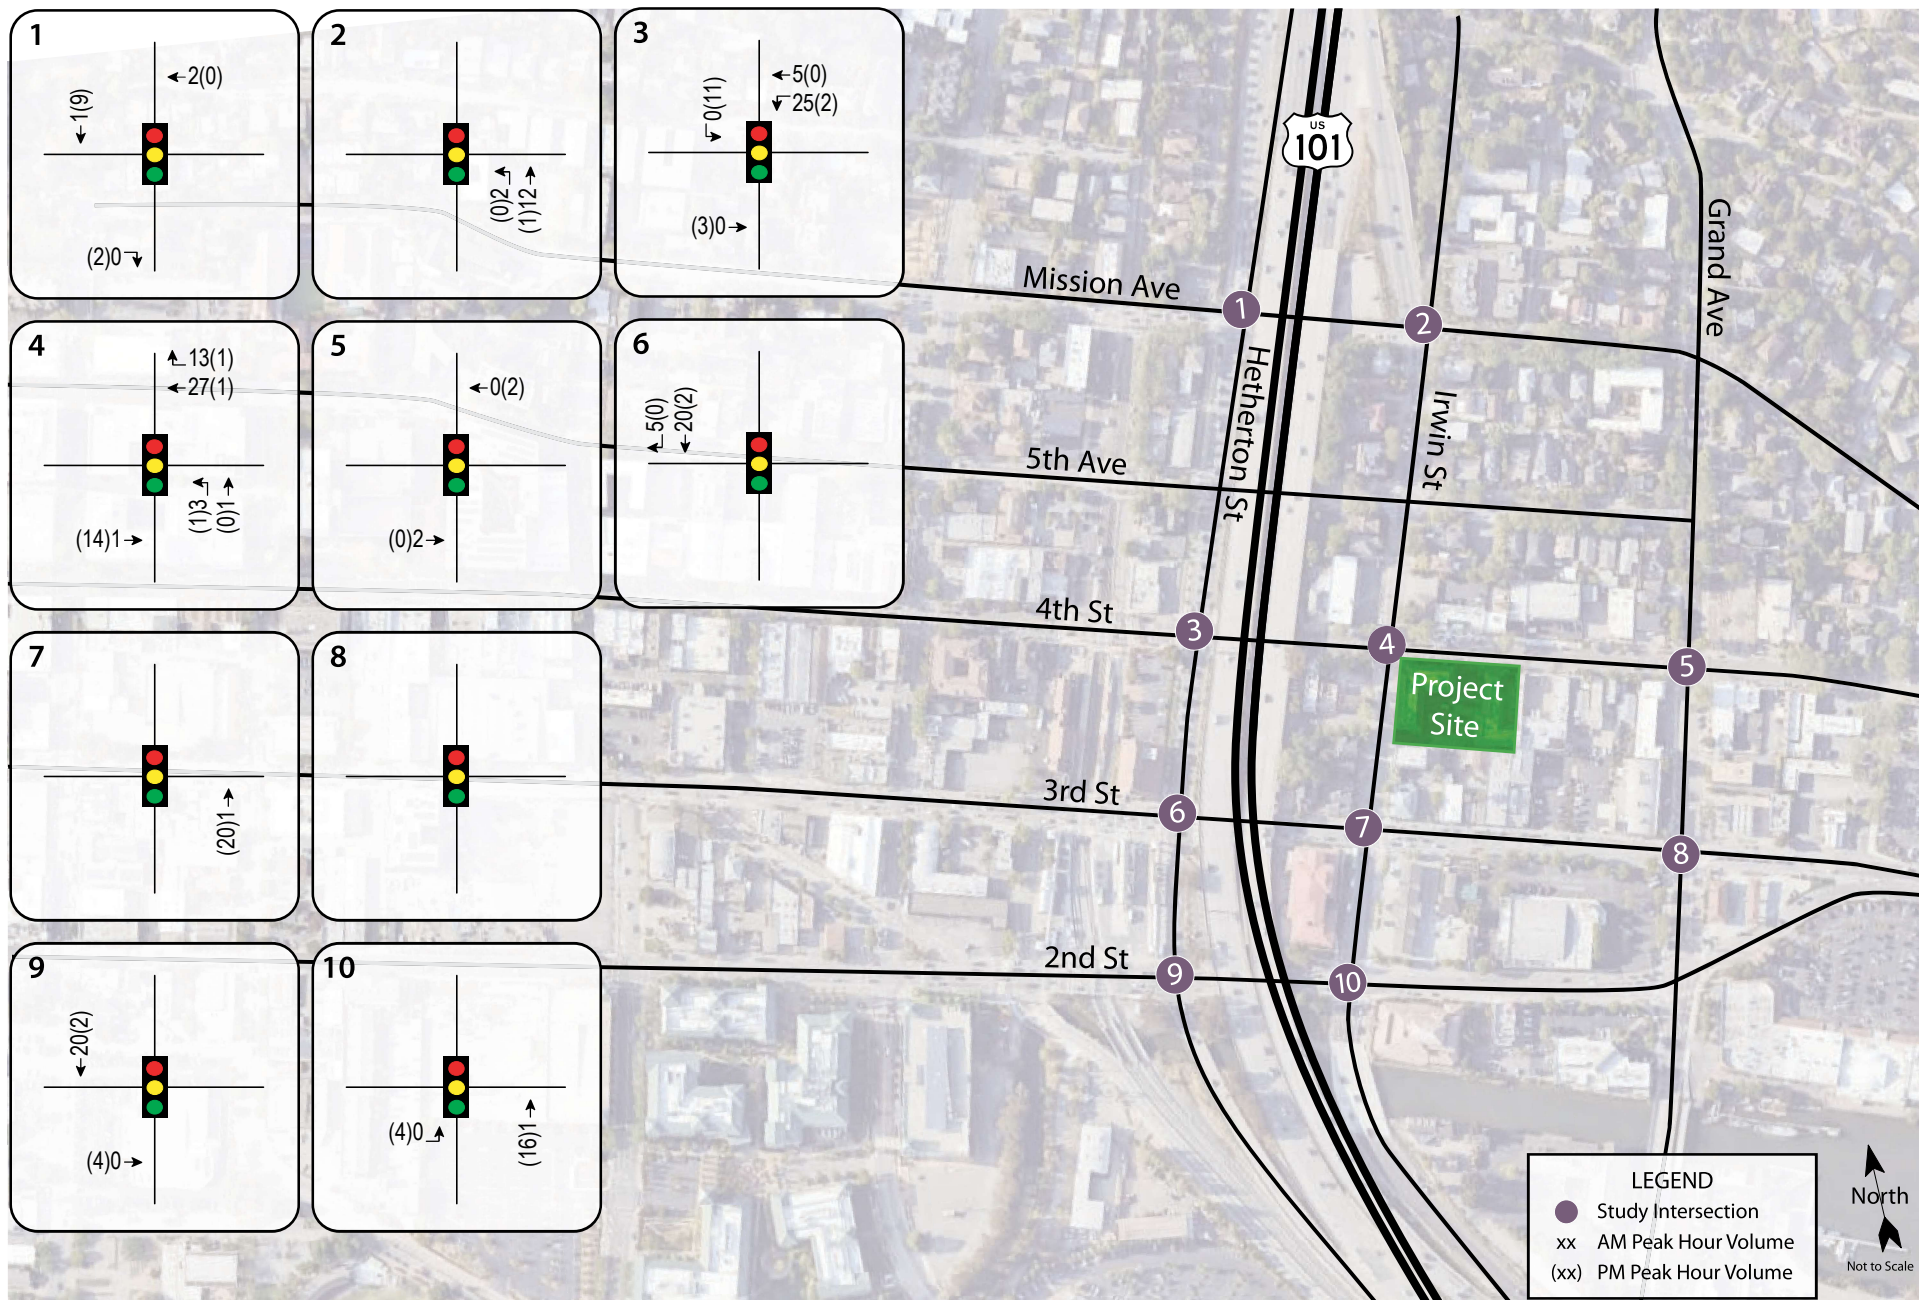 1
2(0)
1(9)
(2)0
2
(0)2
(1)12
3
5(0)
25(2)
0(11)
(3)0
4
13(1)
27(1)
(1)3
(0)1
(14)1
5
0(2)
(0)2
6
5(0)
20(2)
7
(20)1
8
9
20(2)
(4)0
10
(4)0
(16)1
US
101
Mission Ave
5th Ave
4th St
3rd St
2nd St
Hetherton St
Irwin St
Grand Ave
1
2
3
4
5
6
7
8
9
10
Project
Site
LEGEND
Study Intersection
xx AM Peak Hour Volume
(xx) PM Peak Hour Volume
North
Not to Scale